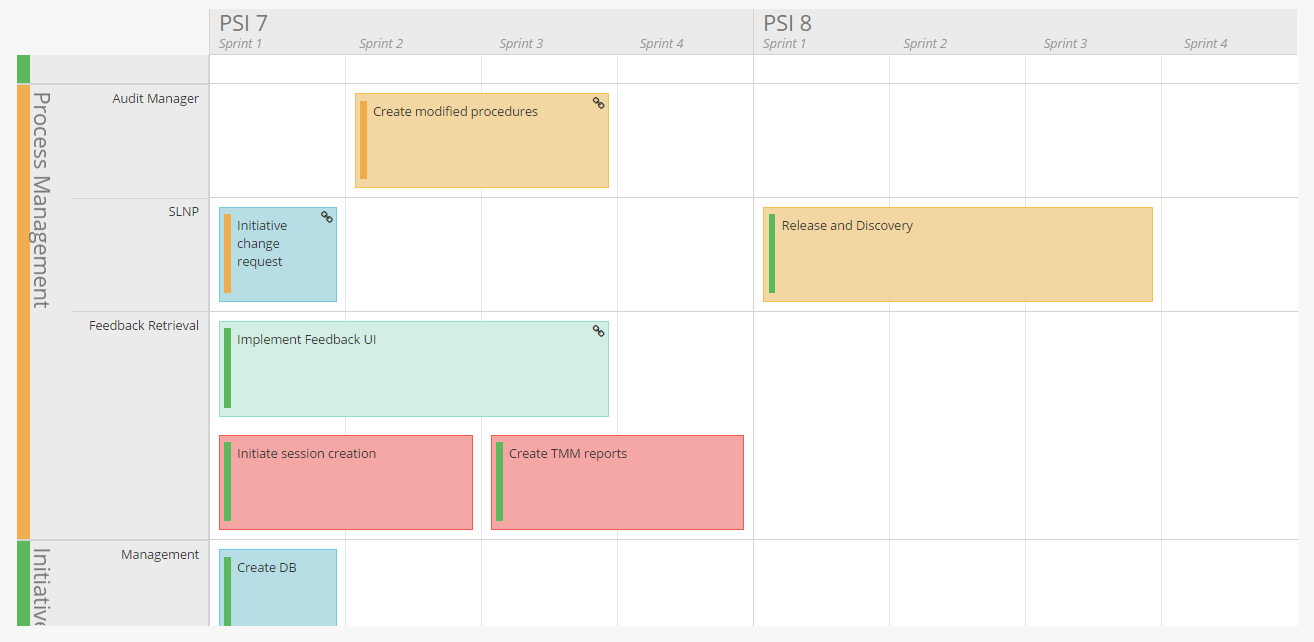 PSI 7 PSI 8
Sprint 1 Sprint 2 Sprint 3 Sprint 4 Sprint 1 Sprint 2 Sprint 3 Sprint 4
Process Management
Audit Manager
Create modified procedures
SLNP
Initiative
change
request
Release and Discovery
Feedback Retrieval
Implement Feedback UI
Initiate session creation
Create TMM reports
Initiative
Management
Create DB